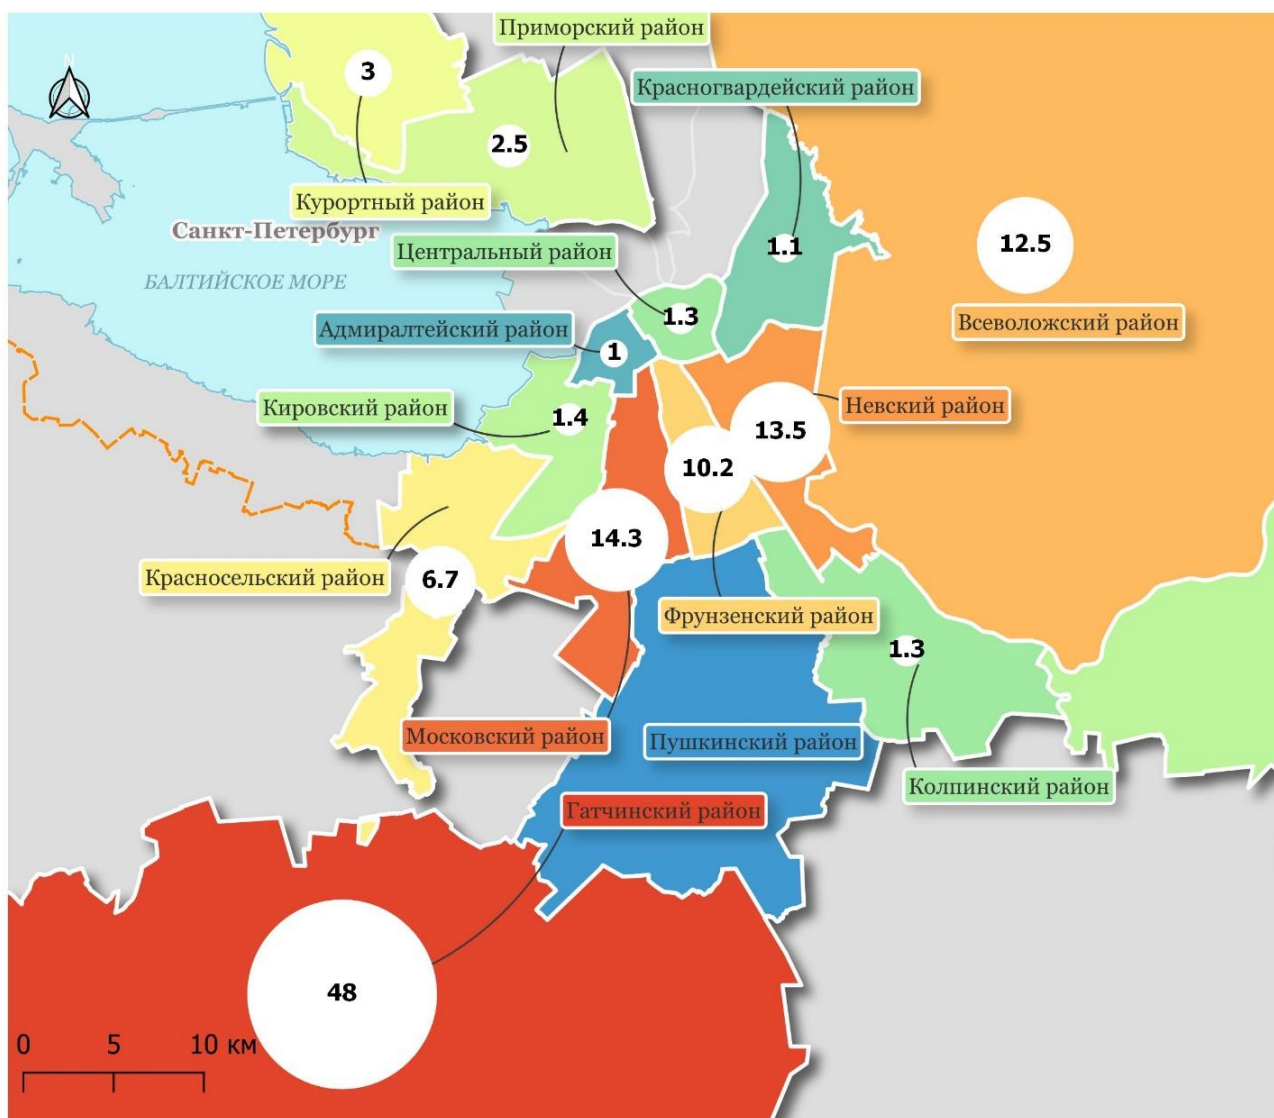 Приморский район
N
3
Красногвардейский район
2.5
Курортный район
Санкт-Петербург
Центральный район
1.1
12.5
БАЛТИЙСКОЕ МОРЕ
1.3
Адмиралтейский район
Всеволожский район
1
Кировский район
1.4
Невский район
13.5
10.2
14.3
Красносельский район
6.7
Фрунзенский район
1.3
Московский район
Пушкинский район
Колпинский район
Гатчинский район
48
0 5 10 км